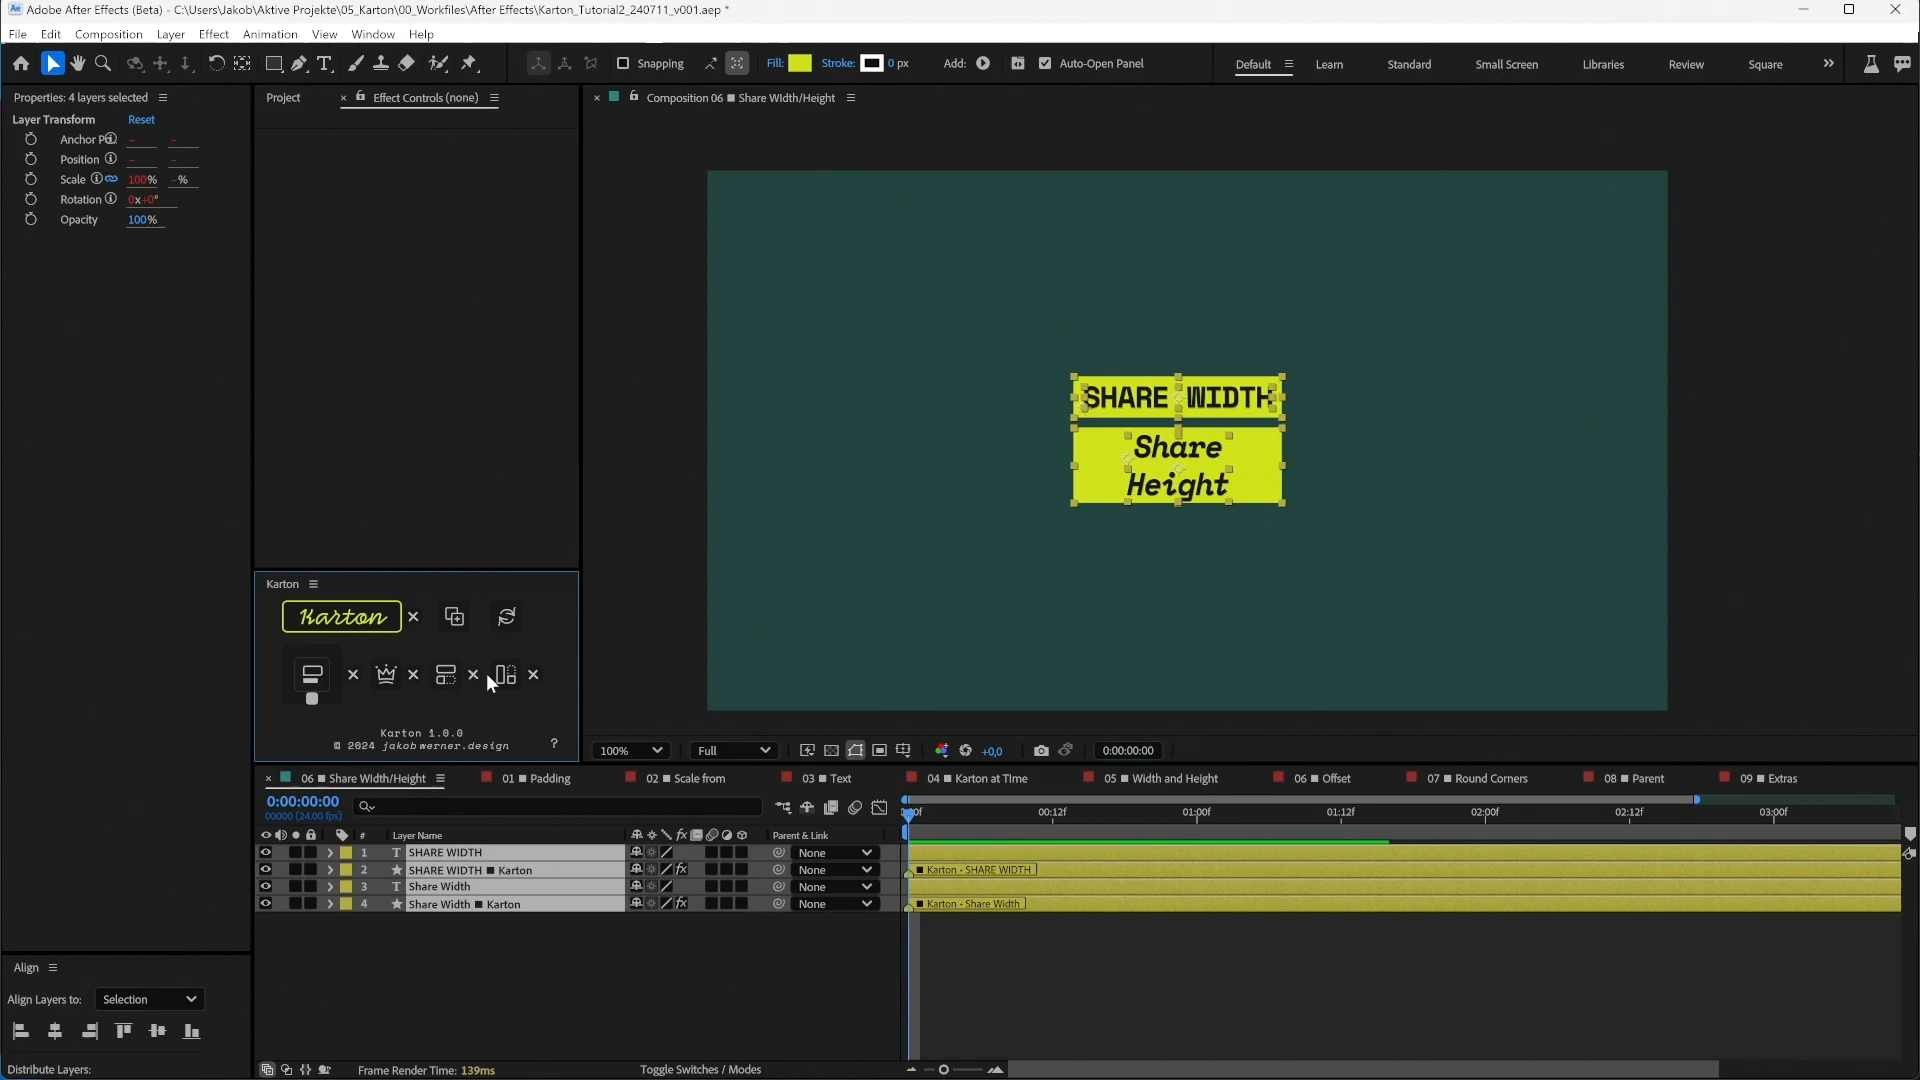 Adobe After Effects (Beta) - C:\Users\Jakob\Aktive Projekte\05_Karton\00_Workfiles\After Effects\Karton_Tutorial2_240711_v001.aep *
File Edit Composition Layer Effect Animation View Window Help
Snapping Fill: Stroke: 0 px Add: Auto-Open Panel Default Learn Standard Small Screen Libraries Review Square
Properties: 4 layers selected
Project
Effect Controls (none)
Composition 06 ■ Share WIdth/Height
Layer Transform Reset
Anchor Po
Position
Scale 100% -%
Rotation 0x+0°
Opacity 100%
SHARE WIDTH
Share
Height
Karton
Karton
Karton 1.0.0
© 2024 jakobwerner.design ?
100% Full +0,0 0:00:00:00
06 ■ Share WIdth/Height 01 ■ Padding 02 ■ Scale from 03 ■ Text 04 ■ Karton at TIme 05 ■ Width and Height 06 ■ Offset 07 ■ Round Corners 08 ■ Parent 09 ■ Extras
0:00:00:00
00000 (24.00 fps)
00:12f 01:00f 01:12f 02:00f 02:12f 03:00f
# Layer Name Parent & Link
1 T SHARE WIDTH None
2 SHARE WIDTH ■ Karton None ■ Karton - SHARE WIDTH
3 T Share Width None
4 Share Width ■ Karton None ■ Karton - Share Width
Align
Align Layers to: Selection
Distribute Layers:
Frame Render Time: 139ms Toggle Switches / Modes